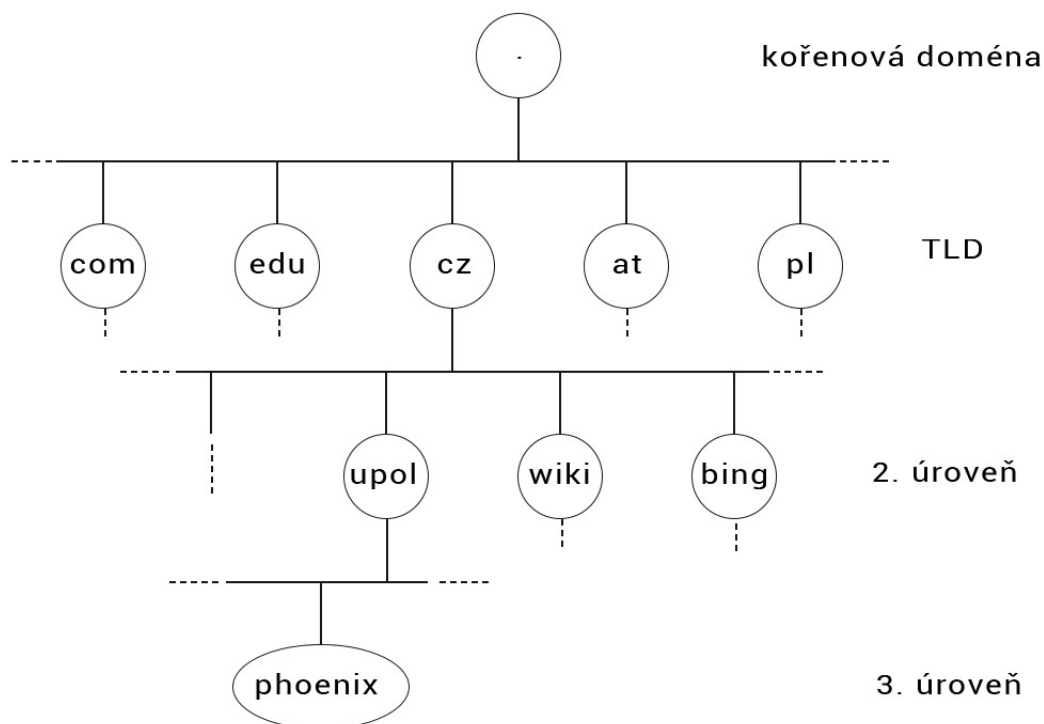 .
kořenová doména
com edu cz at pl
TLD
upol wiki bing
2. úroveň
phoenix
3. úroveň